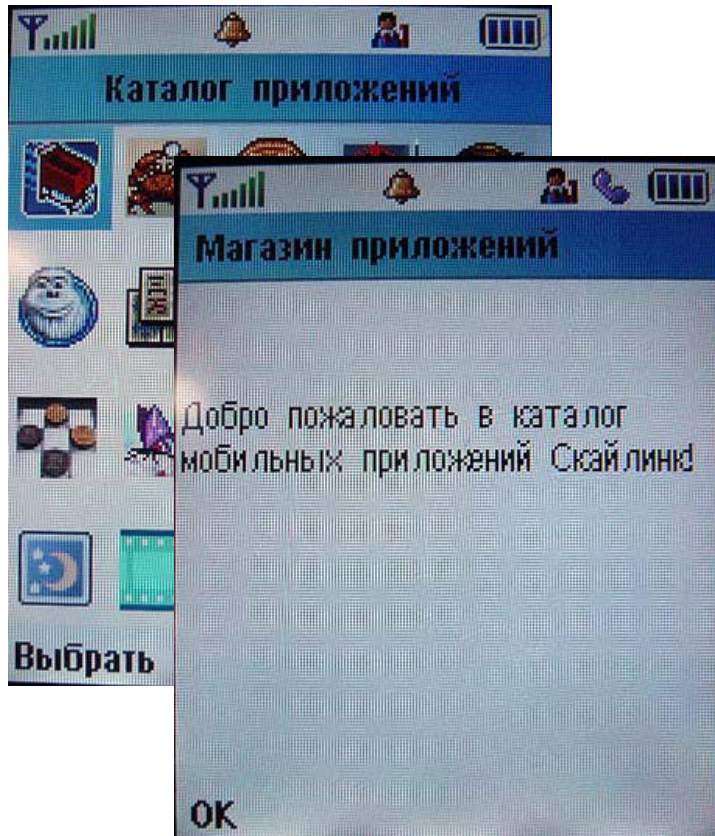 Каталог приложений
Выбрать
Магазин приложений
Добро пожаловать в каталог
мобильных приложений Скайлинк!
OK